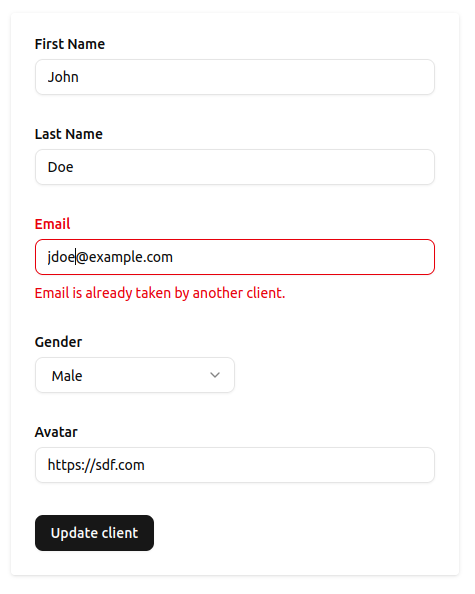 First Name
John
Last Name
Doe
Email
jdoe@example.com
Email is already taken by another client.
Gender
Male
Avatar
https://sdf.com
Update client